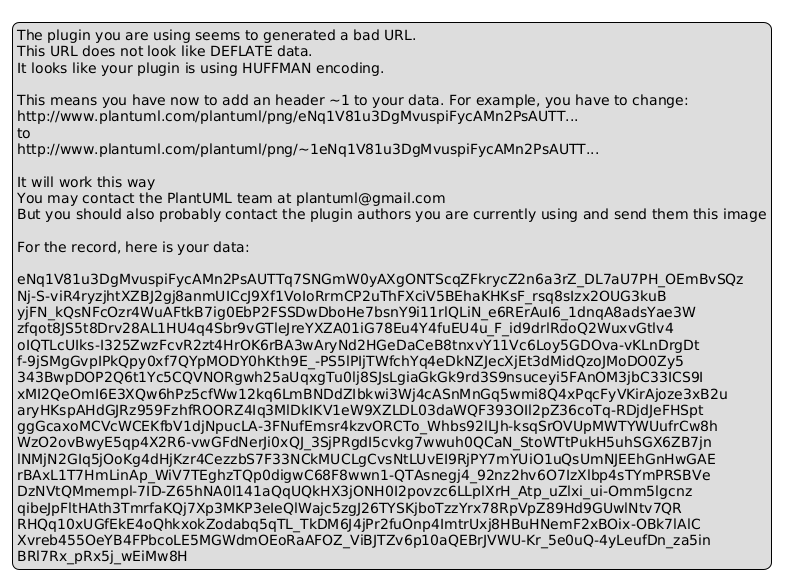 The plugin you are using seems to generated a bad URL.
This URL does not look like DEFLATE data.
It looks like your plugin is using HUFFMAN encoding.
This means you have now to add an header ~1 to your data. For example, you have to change:
http://www.plantuml.com/plantuml/png/eNq1V81u3DgMvuspiFycAMn2PsAUTT...
to
http://www.plantuml.com/plantuml/png/~1eNq1V81u3DgMvuspiFycAMn2PsAUTT...
It will work this way
You may contact the PlantUML team at plantuml@gmail.com
But you should also probably contact the plugin authors you are currently using and send them this image
For the record, here is your data:
eNq1V81u3DgMvuspiFycAMn2PsAUTTq7SNGmW0yAXgONTScqZFkrycZ2n6a3rZ_DL7aU7PH_OEmBvSQz
Nj-S-viR4ryzjhtXZBJ2gj8anmUICcJ9Xf1VoIoRrmCP2uThFXciV5BEhaKHKsF_rsq8sIzx2OUG3kuB
yjFN_kQsNFcOzr4WuAFtkB7ig0EbP2FSSDwDboHe7bsnY9i11rlQLiN_e6RErAuI6_1dnqA8adsYae3W
zfqot8JS5t8Drv28AL1HU4q4Sbr9vGTleJreYXZA01iG78Eu4Y4fuEU4u_F_id9drlRdoQ2WuxvGtlv4
oIQTLcUIks-I325ZwzFcvR2zt4HrOK6rBA3wAryNd2HGeDaCeB8tnxvY11Vc6Loy5GDOva-vKLnDrgDt
f-9jSMgGvpIPkQpy0xf7QYpMODY0hKth9E_-PS5lPIjTWfchYq4eDkNZJecXjEt3dMidQzoJMoDO0Zy5
343BwpDOP2Q6t1Yc5CQVNORgwh25aUqxgTu0Ij8SJsLgiaGkGk9rd3S9nsuceyi5FAnOM3jbC33ICS9I
xMI2QeOmI6E3XQw6hPz5cfWw12kq6LmBNDdZIbkwi3Wj4cASnMnGq5wmi8Q4xPqcFyVKirAjoze3xB2u
aryHKspAHdGJRz959FzhfROORZ4Iq3MlDkIKV1eW9XZLDL03daWQF393OIl2pZ36coTq-RDjdJeFHSpt
ggGcaxoMCVcWCEKfbV1djNpucLA-3FNufEmsr4kzvORCTo_Whbs92lLJh-ksqSrOVUpMWTYWUufrCw8h
WzO2ovBwyE5qp4X2R6-vwGFdNerJi0xQJ_3SjPRgdI5cvkg7wwuh0QCaN_StoWTtPukH5uhSGX6ZB7jn
lNMjN2GIq5jOoKg4dHjKzr4CezzbS7F33NCkMUCLgCvsNtLUvEI9RjPY7mYUiO1uQsUmNJEEhGnHwGAE
rBAxL1T7HmLinAp_WiV7TEghzTQp0digwC68F8wwn1-QTAsnegj4_92nz2hv6O7IzXlbp4sTYmPRSBVe
DzNVtQMmempl-7ID-Z65hNA0l141aQqUQkHX3jONH0I2povzc6LLplXrH_Atp_uZlxi_ui-Omm5lgcnz
qibeJpFltHAth3TmrfaKQj7Xp3MKP3eIeQlWajc5zgJ26TYSKjboTzzYrx78RpVpZ89Hd9GUwlNtv7QR
RHQq10xUGfEkE4oQhkxokZodabq5qTL_TkDM6J4jPr2fuOnp4ImtrUxj8HBuHNemF2xBOix-OBk7lAlC
Xvreb455OeYB4FPbcoLE5MGWdmOEoRaAFOZ_ViBJTZv6p10aQEBrJVWU-Kr_5e0uQ-4yLeufDn_za5in
BRl7Rx_pRx5j_wEiMw8H